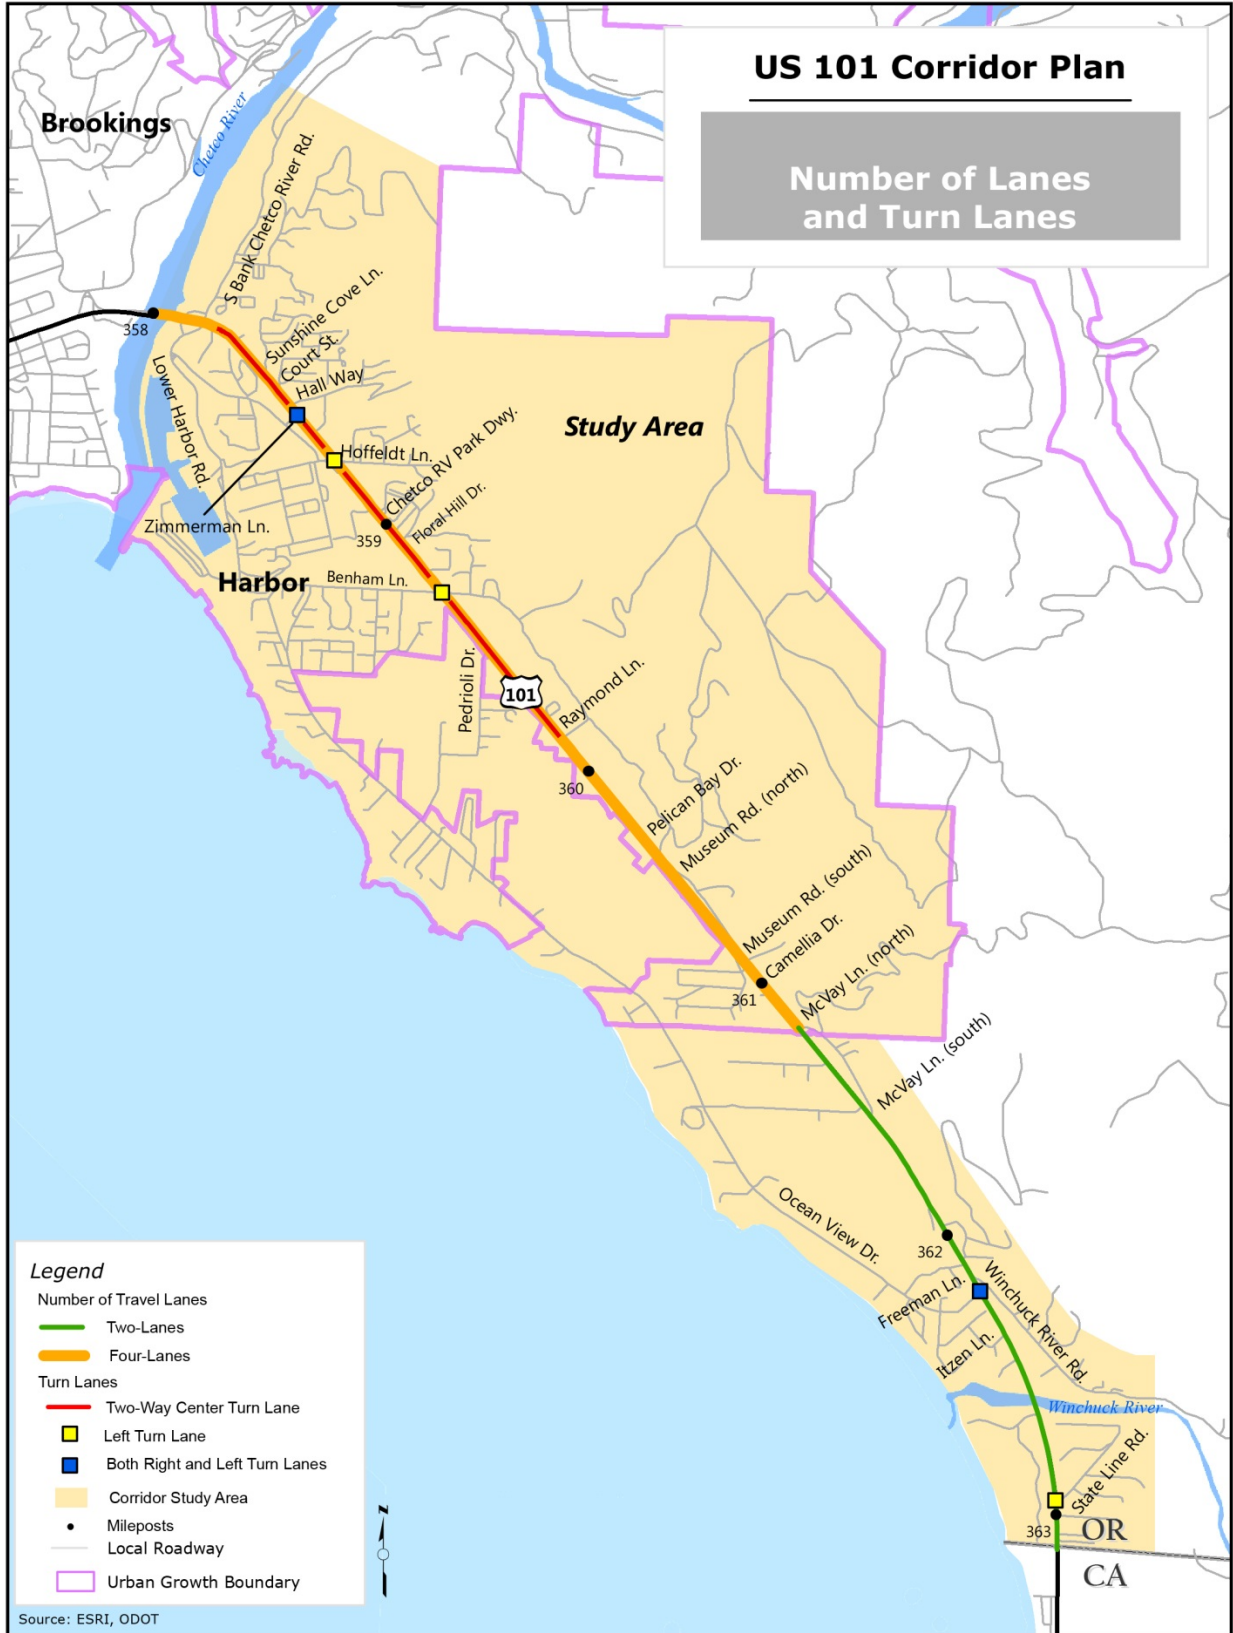 US 101 Corridor Plan
Number of Lanes
and Turn Lanes
Brookings
Chetco River
S Bank Chetco River Rd.
358
Sunshine Cove Ln.
Court St.
Hall Way
Lower Harbor Rd.
Study Area
Hoffeldt Ln.
Chetco RV Park Dwy.
Zimmerman Ln.
359
Floral Hill Dr.
Harbor
Benham Ln.
Pedrioli Dr.
101
Raymond Ln.
360
Pelican Bay Dr.
Museum Rd. (north)
Museum Rd. (south)
Camellia Dr.
361
McVay Ln. (north)
McVay Ln. (south)
Ocean View Dr.
362
Freeman Ln.
Winchuck River Rd.
Itzen Ln.
Winchuck River
State Line Rd.
363
OR
CA
Legend
Number of Travel Lanes
Two-Lanes
Four-Lanes
Turn Lanes
Two-Way Center Turn Lane
Left Turn Lane
Both Right and Left Turn Lanes
Corridor Study Area
Mileposts
Local Roadway
Urban Growth Boundary
z
Source: ESRI, ODOT